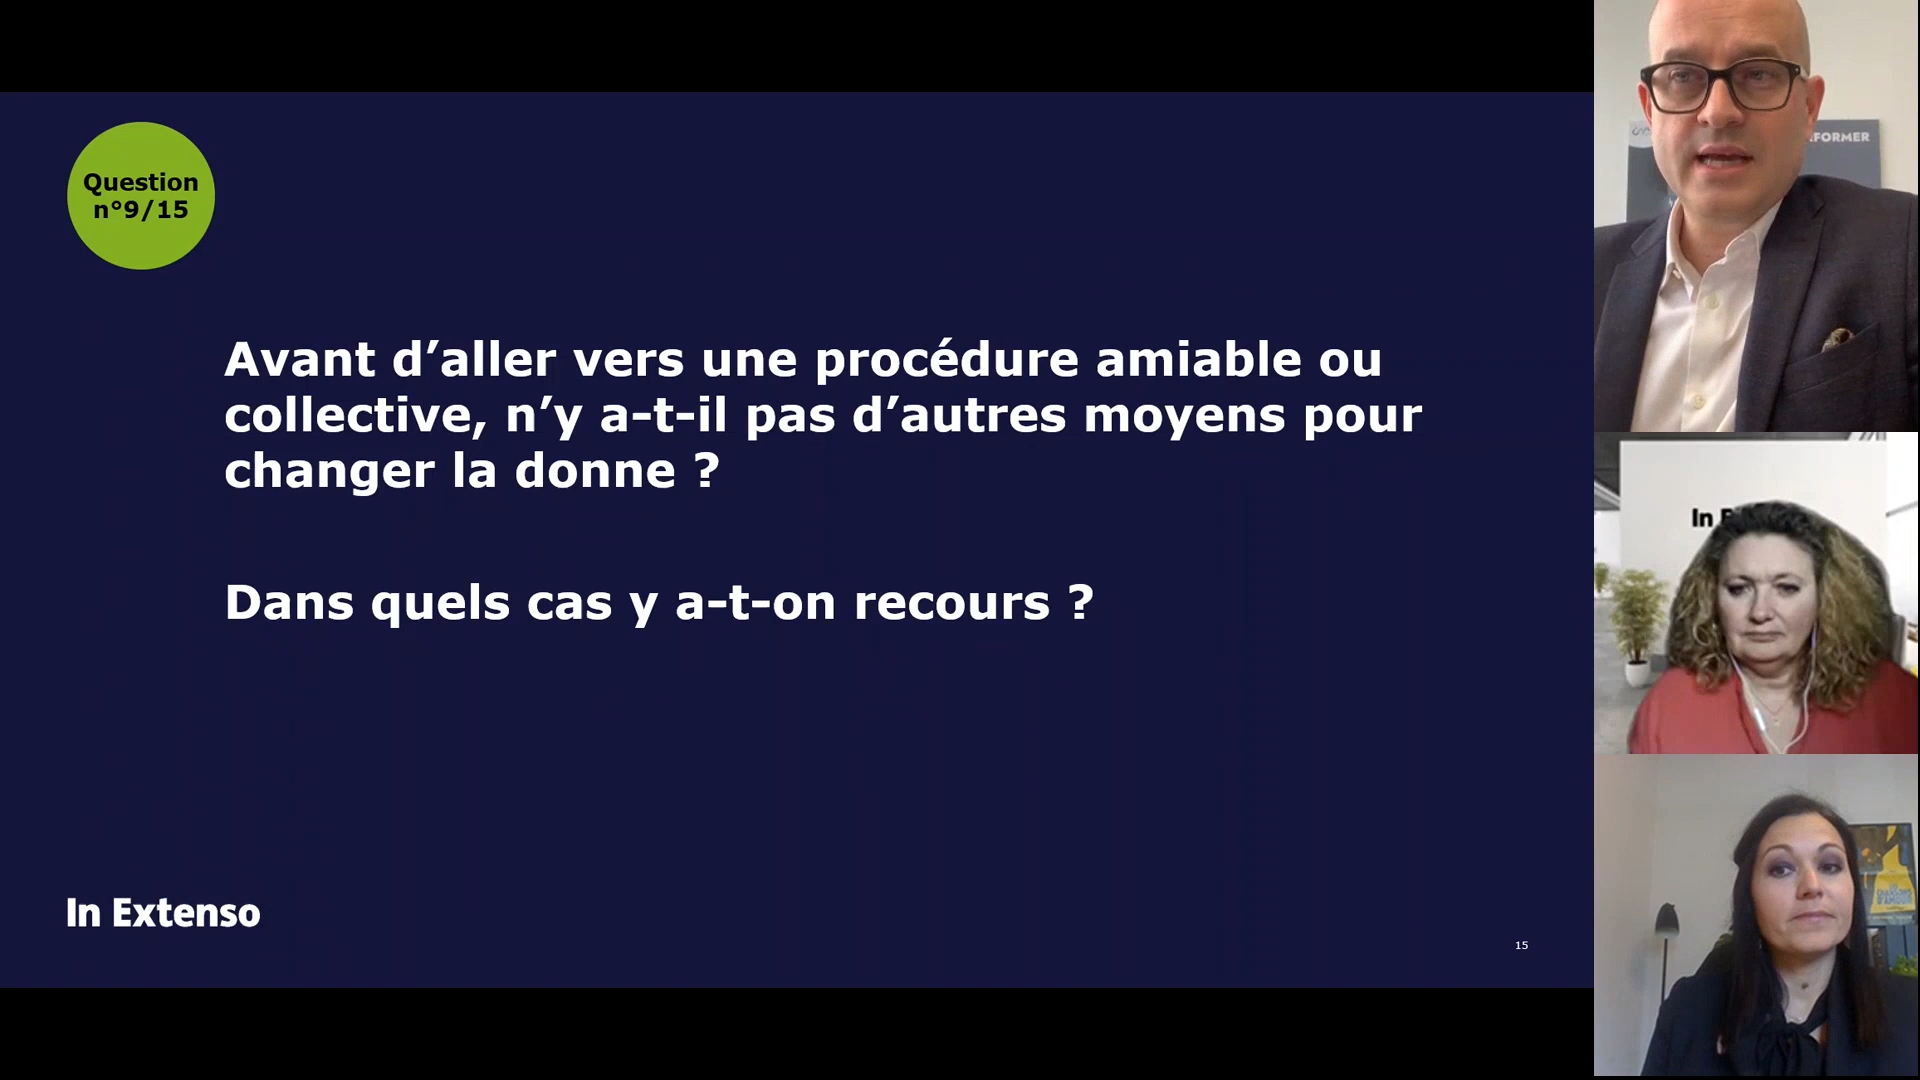 Question
n°9/15
Avant d’aller vers une procédure amiable ou
collective, n’y a-t-il pas d’autres moyens pour
changer la donne ?
Dans quels cas y a-t-on recours ?
In Extenso
15
In